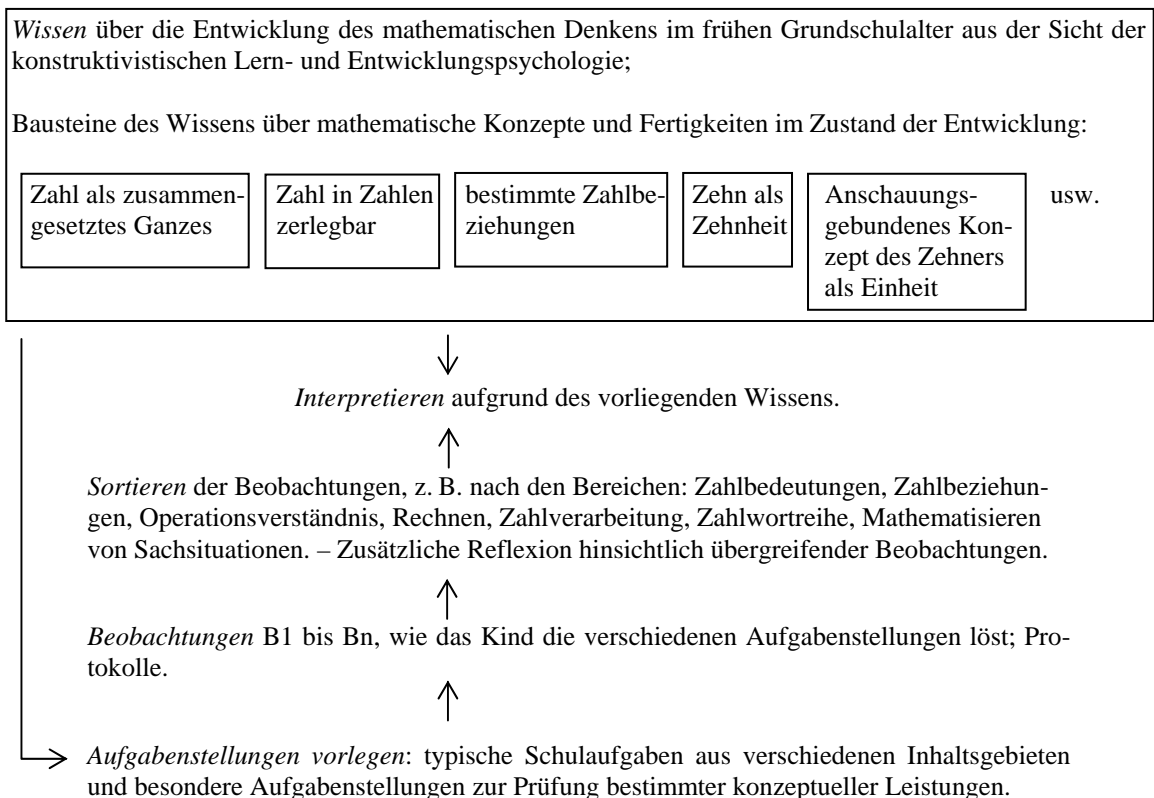 Wissen über die Entwicklung des mathematischen Denkens im frühen Grundschulalter aus der Sicht der
konstruktivistischen Lern- und Entwicklungspsychologie;
Bausteine des Wissens über mathematische Konzepte und Fertigkeiten im Zustand der Entwicklung:
Zahl als zusammen-
gesetztes Ganzes
Zahl in Zahlen
zerlegbar
bestimmte Zahlbe-
ziehungen
Zehn als
Zehnheit
Anschauungs-
gebundenes Kon-
zept des Zehners
als Einheit
usw.
Interpretieren aufgrund des vorliegenden Wissens.
Sortieren der Beobachtungen, z. B. nach den Bereichen: Zahlbedeutungen, Zahlbeziehun-
gen, Operationsverständnis, Rechnen, Zahlverarbeitung, Zahlwortreihe, Mathematisieren
von Sachsituationen. – Zusätzliche Reflexion hinsichtlich übergreifender Beobachtungen.
Beobachtungen B1 bis Bn, wie das Kind die verschiedenen Aufgabenstellungen löst; Pro-
tokolle.
Aufgabenstellungen vorlegen: typische Schulaufgaben aus verschiedenen Inhaltsgebieten
und besondere Aufgabenstellungen zur Prüfung bestimmter konzeptueller Leistungen.